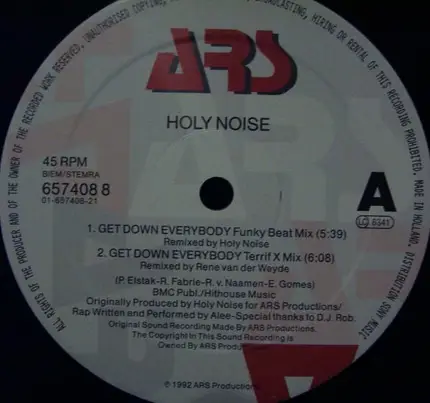 ALL RIGHTS OF THE PRODUCER AND OF THE OWNER OF THE RECORDED WORK RESERVED. UNAUTHORISED COPYING, BROADCASTING, HIRING OR RENTAL OF THIS RECORDING PROHIBITED. MADE IN HOLLAND. DISTRIBUTION SONY MUSIC
ARS
HOLY NOISE
45 RPM
BIEM/STEMRA
657408 8
01-657408-21
A
LC 6341
1. GET DOWN EVERYBODY Funky Beat Mix (5:39)
Remixed by Holy Noise
2. GET DOWN EVERYBODY Terrif X Mix (6:08)
Remixed by Rene van der Wayde
(P. Elstak-R. Fabrie-R. v. Naamen-E. Gomes)
BMC Publ./Hithouse Music
Originally Produced by Holy Noise for ARS Productions/
Rap Written and Performed by Alee-Special thanks to D.J. Rob.
Original Sound Recording Made By ARS Productions.
The Copyright In This Sound Recording is
Owned By ARS Produc
© 1992 ARS Productions